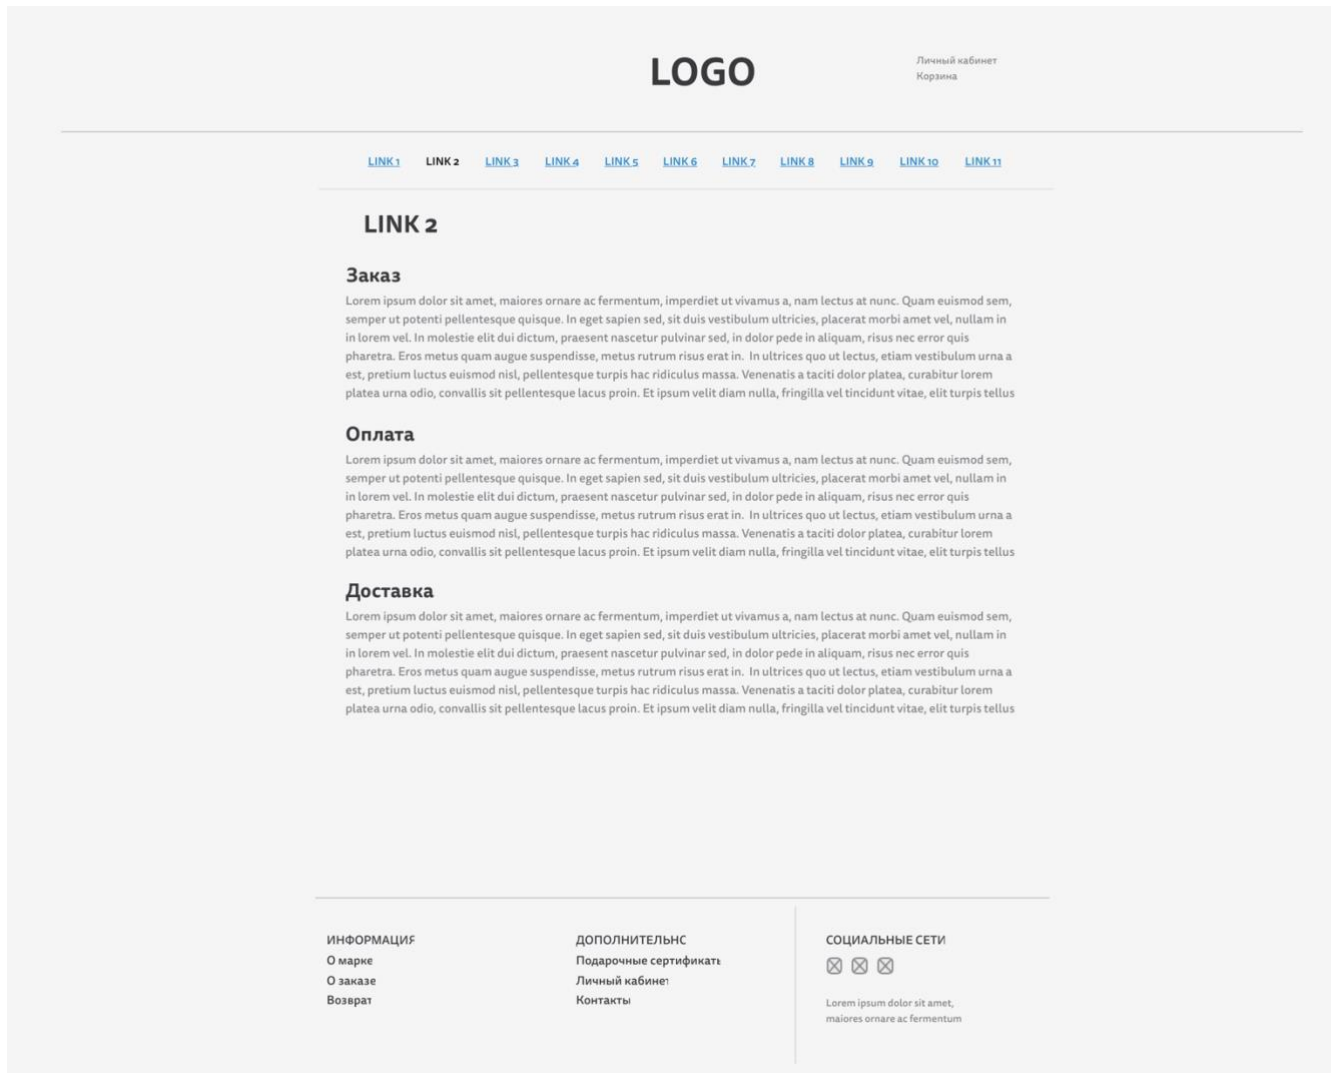 LOGO
Личный кабинет
Корзина
LINK 1 LINK 2 LINK 3 LINK 4 LINK 5 LINK 6 LINK 7 LINK 8 LINK 9 LINK 10 LINK 11
LINK 2
Заказ
Lorem ipsum dolor sit amet, maiores ornare ac fermentum, imperdiet ut vivamus a, nam lectus at nunc. Quam euismod sem,
semper ut potenti pellentesque quisque. In eget sapien sed, sit duis vestibulum ultricies, placerat morbi amet vel, nullam in
in lorem vel. In molestie elit dui dictum, praesent nascetur pulvinar sed, in dolor pede in aliquam, risus nec error quis
pharetra. Eros metus quam augue suspendisse, metus rutrum risus erat in. In ultrices quo ut lectus, etiam vestibulum urna a
est, pretium luctus euismod nisl, pellentesque turpis hac ridiculus massa. Venenatis a taciti dolor platea, curabitur lorem
platea urna odio, convallis sit pellentesque lacus proin. Et ipsum velit diam nulla, fringilla vel tincidunt vitae, elit turpis tellus
Оплата
Lorem ipsum dolor sit amet, maiores ornare ac fermentum, imperdiet ut vivamus a, nam lectus at nunc. Quam euismod sem,
semper ut potenti pellentesque quisque. In eget sapien sed, sit duis vestibulum ultricies, placerat morbi amet vel, nullam in
in lorem vel. In molestie elit dui dictum, praesent nascetur pulvinar sed, in dolor pede in aliquam, risus nec error quis
pharetra. Eros metus quam augue suspendisse, metus rutrum risus erat in. In ultrices quo ut lectus, etiam vestibulum urna a
est, pretium luctus euismod nisl, pellentesque turpis hac ridiculus massa. Venenatis a taciti dolor platea, curabitur lorem
platea urna odio, convallis sit pellentesque lacus proin. Et ipsum velit diam nulla, fringilla vel tincidunt vitae, elit turpis tellus
Доставка
Lorem ipsum dolor sit amet, maiores ornare ac fermentum, imperdiet ut vivamus a, nam lectus at nunc. Quam euismod sem,
semper ut potenti pellentesque quisque. In eget sapien sed, sit duis vestibulum ultricies, placerat morbi amet vel, nullam in
in lorem vel. In molestie elit dui dictum, praesent nascetur pulvinar sed, in dolor pede in aliquam, risus nec error quis
pharetra. Eros metus quam augue suspendisse, metus rutrum risus erat in. In ultrices quo ut lectus, etiam vestibulum urna a
est, pretium luctus euismod nisl, pellentesque turpis hac ridiculus massa. Venenatis a taciti dolor platea, curabitur lorem
platea urna odio, convallis sit pellentesque lacus proin. Et ipsum velit diam nulla, fringilla vel tincidunt vitae, elit turpis tellus
ИНФОРМАЦИЯ
О марке
О заказе
Возврат
ДОПОЛНИТЕЛЬНО
Подарочные сертификаты
Личный кабинет
Контакты
СОЦИАЛЬНЫЕ СЕТИ
Lorem ipsum dolor sit amet,
maiores ornare ac fermentum